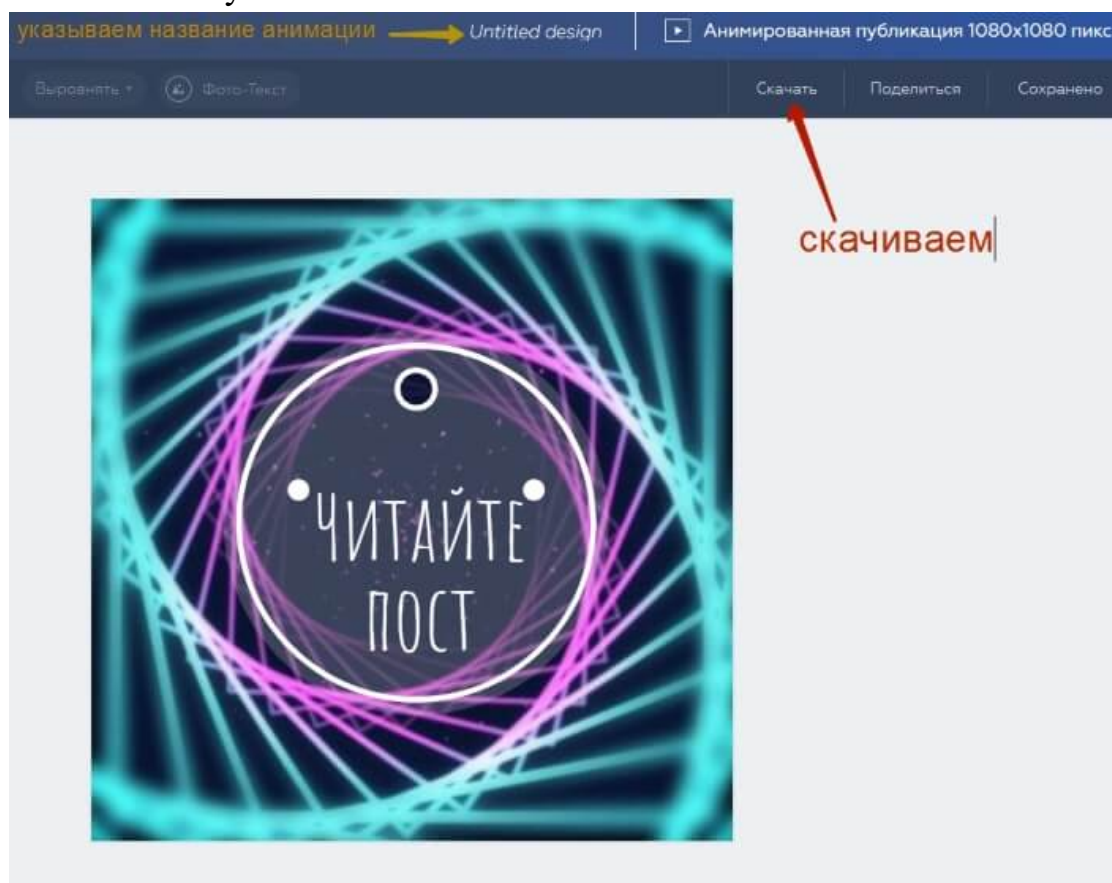 указываем название анимации
Untitled design
Анимированная публикация 1080x1080 пикс
Выровнять
Фото-Текст
Скачать
Поделиться
Сохранено
скачиваем
Читайте
пост